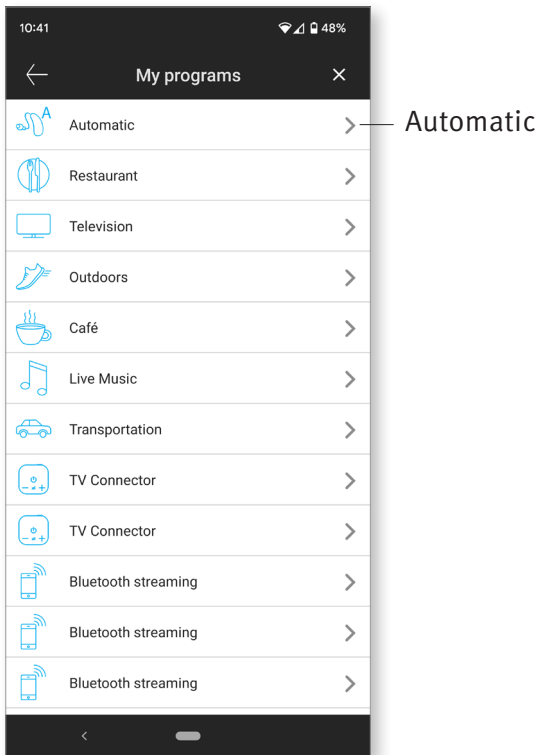 10:41 48%
My programs
A
Automatic
Automatic
Restaurant
Television
Outdoors
Café
Live Music
Transportation
TV Connector
TV Connector
Bluetooth streaming
Bluetooth streaming
Bluetooth streaming